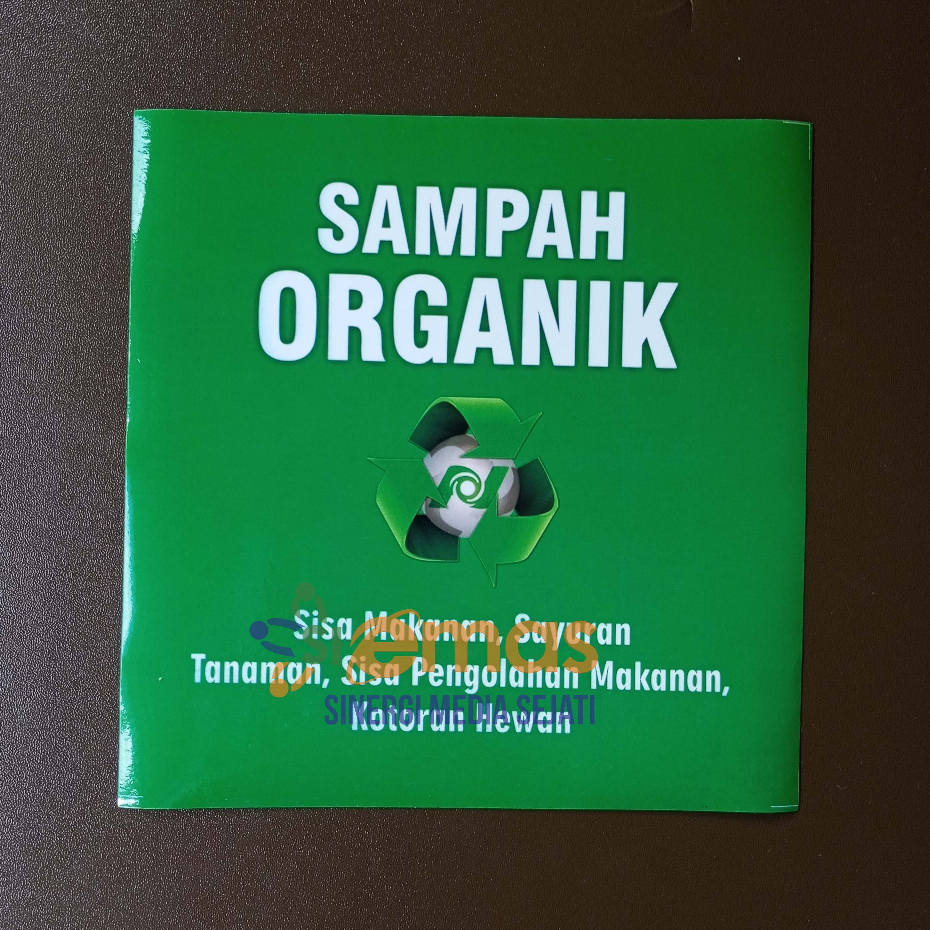 SAMPAH
ORGANIK
Sisa Makanan, Sayuran
Tanaman, Sisa Pengolahan Makanan,
Kotoran Hewan
emas
SINERGI MEDIA SEJATI